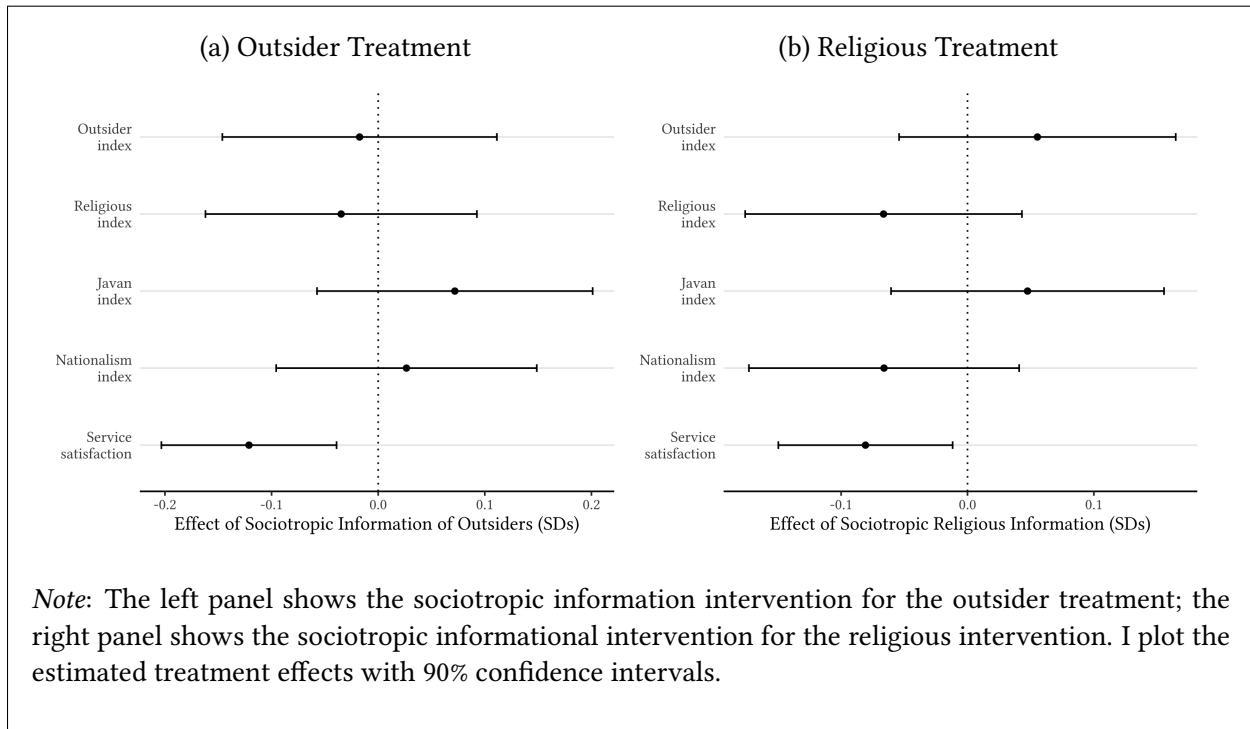 (a) Outsider Treatment
Outsider
index
Religious
index
Javan
index
Nationalism
index
Service
satisfaction
-0.2 -0.1 0.0 0.1 0.2
Effect of Sociotropic Information of Outsiders (SDs)
(b) Religious Treatment
Outsider
index
Religious
index
Javan
index
Nationalism
index
Service
satisfaction
-0.1 0.0 0.1
Effect of Sociotropic Religious Information (SDs)
Note: The left panel shows the sociotropic information intervention for the outsider treatment; the
right panel shows the sociotropic informational intervention for the religious intervention. I plot the
estimated treatment effects with 90% confidence intervals.